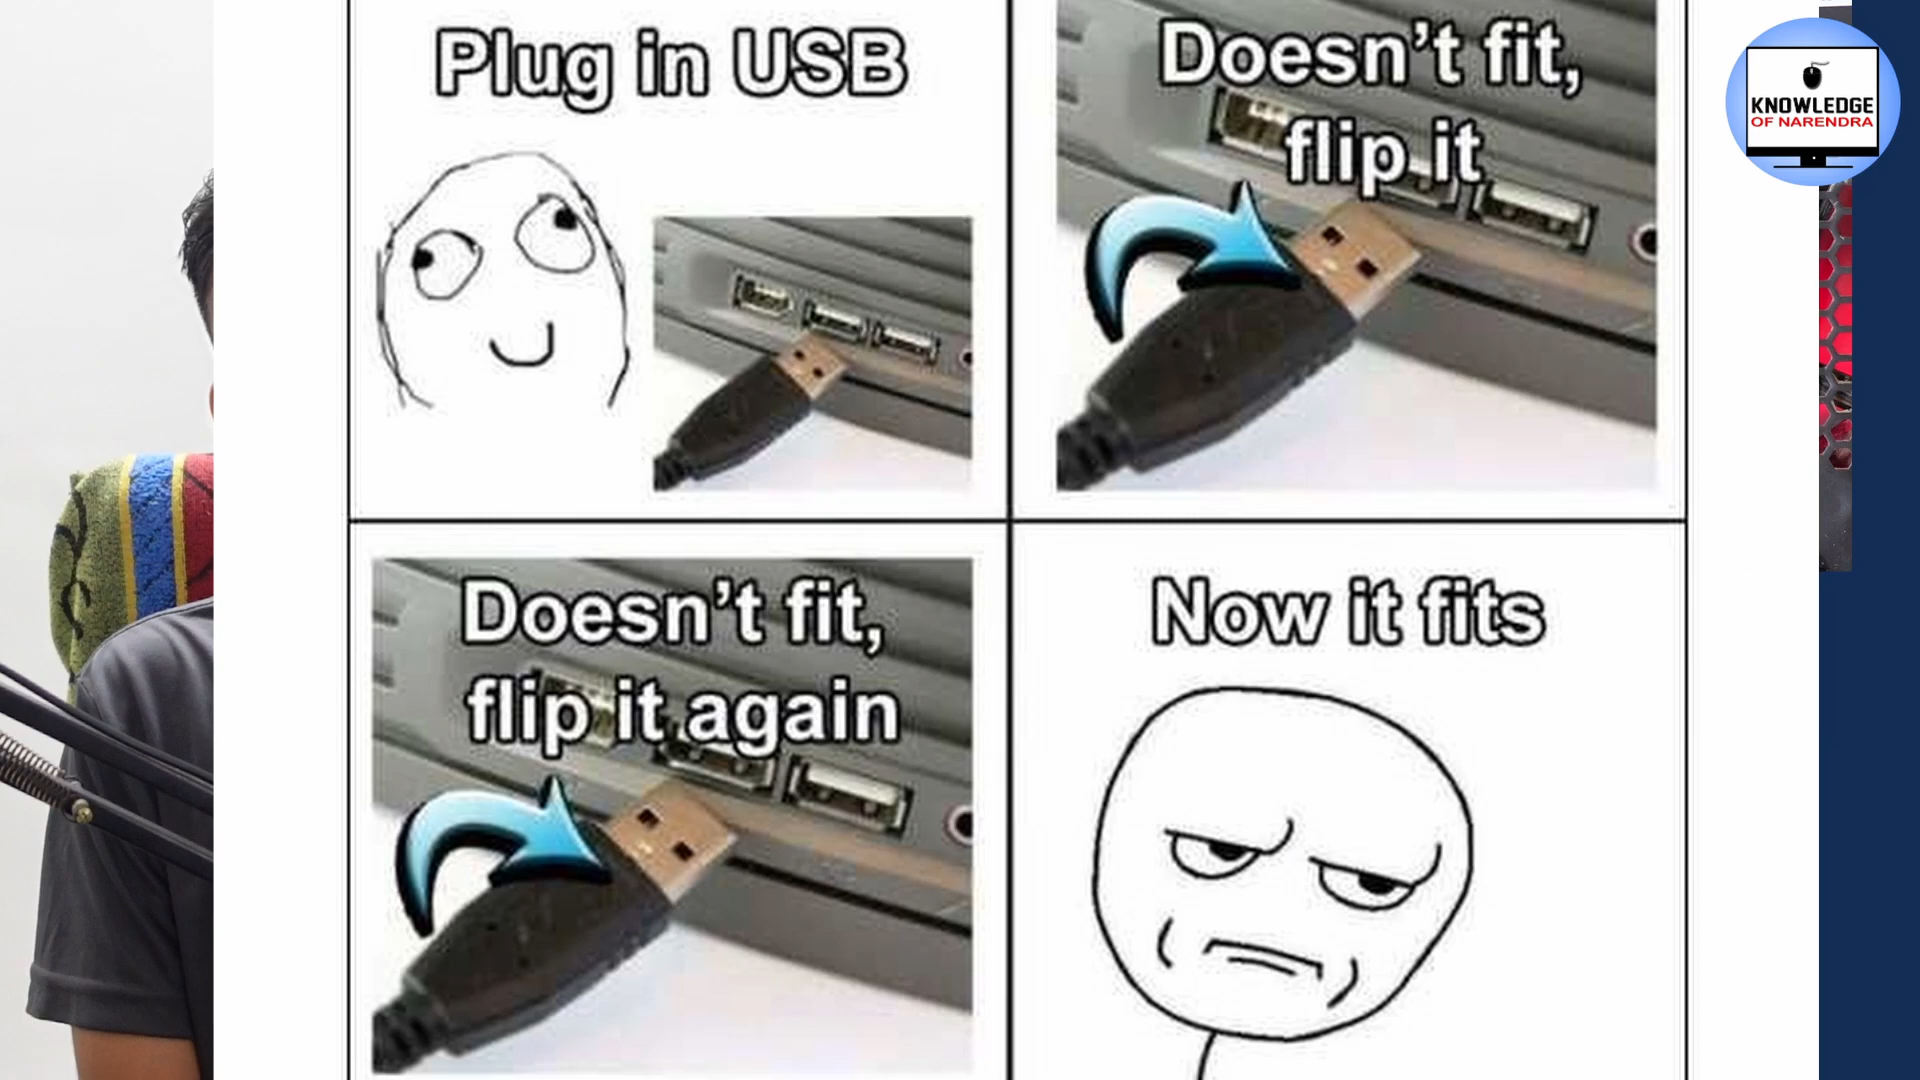 Plug in USB
Doesn't fit,
flip it
Doesn't fit,
flip it again
Now it fits
KNOWLEDGE
OF NARENDRA